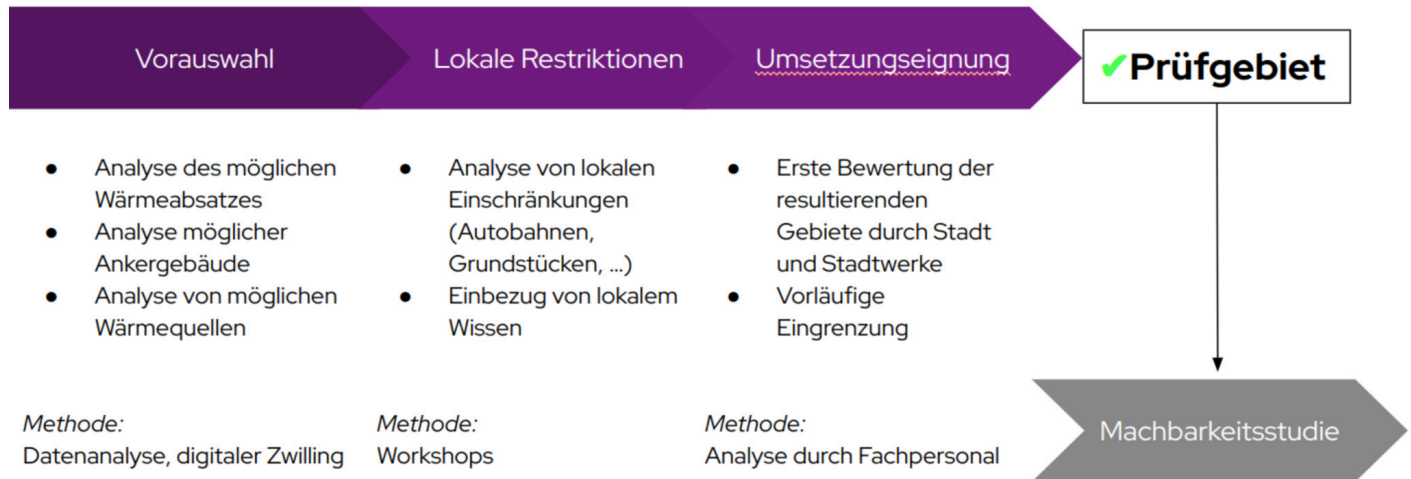 Vorauswahl
Lokale Restriktionen
Umsetzungseignung
✔Prüfgebiet
● Analyse des möglichen
Wärmeabsatzes
● Analyse möglicher
Ankergebäude
● Analyse von möglichen
Wärmequellen
● Analyse von lokalen
Einschränkungen
(Autobahnen,
Grundstücken, ...)
● Einbezug von lokalem
Wissen
● Erste Bewertung der
resultierenden
Gebiete durch Stadt
und Stadtwerke
● Vorläufige
Eingrenzung
Methode:
Datenanalyse, digitaler Zwilling
Methode:
Workshops
Methode:
Analyse durch Fachpersonal
Machbarkeitsstudie